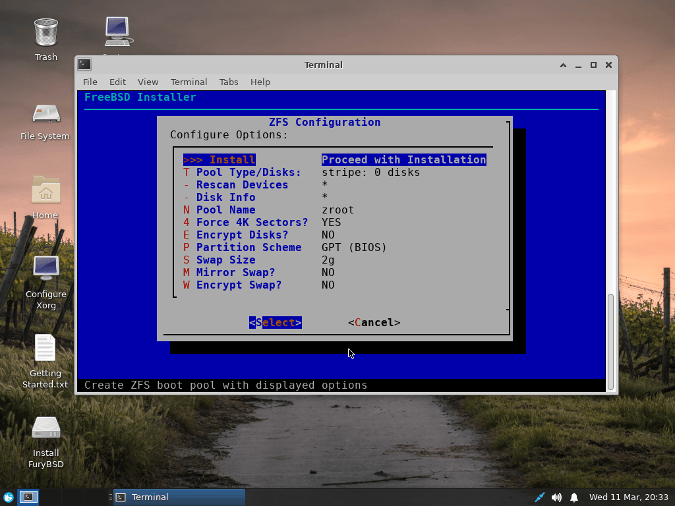 Trash
File System
Home
Configure
Xorg
Getting
Started.txt
Install
FuryBSD
Terminal
File Edit View Terminal Tabs Help
FreeBSD Installer
ZFS Configuration
Configure Options:
>>> Install Proceed with Installation
T Pool Type/Disks: stripe: 0 disks
- Rescan Devices *
- Disk Info *
N Pool Name zroot
4 Force 4K Sectors? YES
E Encrypt Disks? NO
P Partition Scheme GPT (BIOS)
S Swap Size 2g
M Mirror Swap? NO
W Encrypt Swap? NO
<Select> <Cancel>
Create ZFS boot pool with displayed options
Terminal
Wed 11 Mar, 20:33